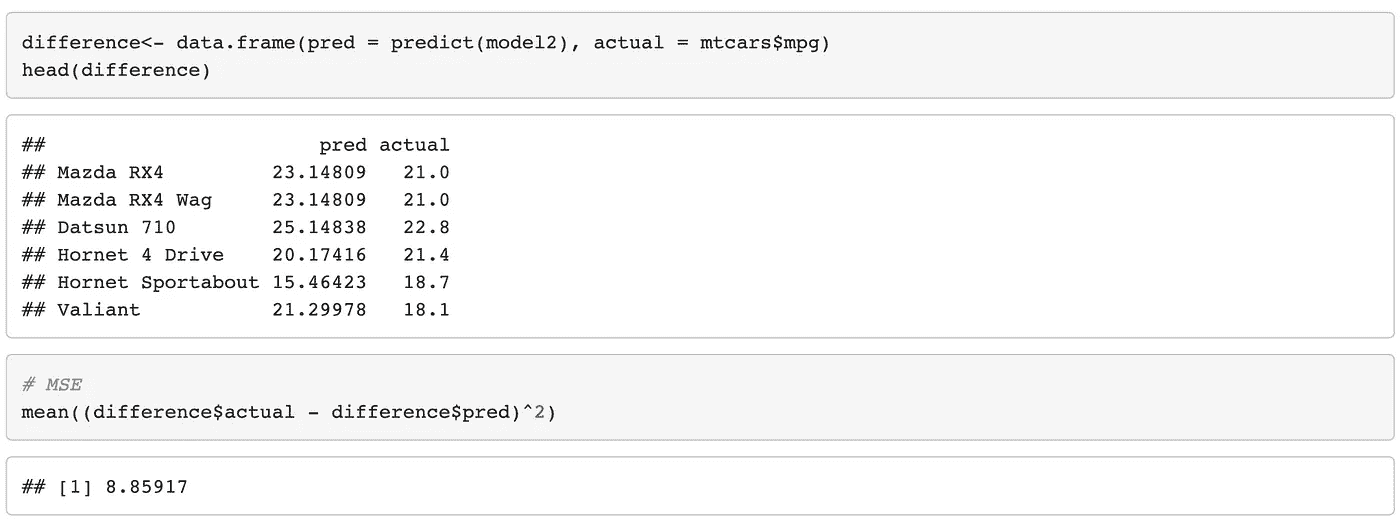 difference<- data.frame(pred = predict(model2), actual = mtcars$mpg)
head(difference)
##                       pred actual
## Mazda RX4         23.14809   21.0
## Mazda RX4 Wag     23.14809   21.0
## Datsun 710        25.14838   22.8
## Hornet 4 Drive    20.17416   21.4
## Hornet Sportabout 15.46423   18.7
## Valiant           21.29978   18.1
# MSE
mean((difference$actual - difference$pred)^2)
## [1] 8.85917